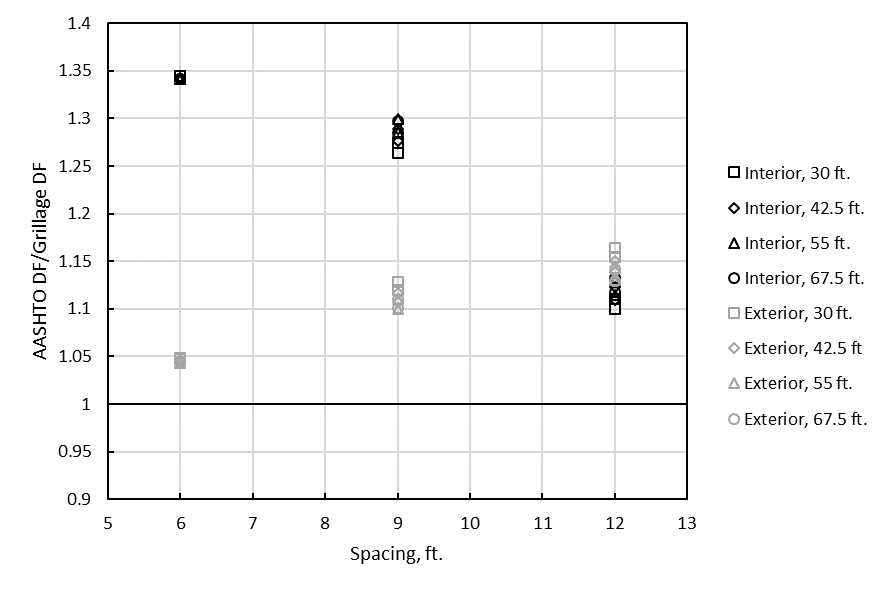 1.4
1.35
1.3
1.25
1.2
1.15
1.1
1.05
1
0.95
0.9
AASHTO DF/Grillage DF
5 6 7 8 9 10 11 12 13
Spacing, ft.
Interior, 30 ft.
Interior, 42.5 ft.
Interior, 55 ft.
Interior, 67.5 ft.
Exterior, 30 ft.
Exterior, 42.5 ft
Exterior, 55 ft.
Exterior, 67.5 ft.